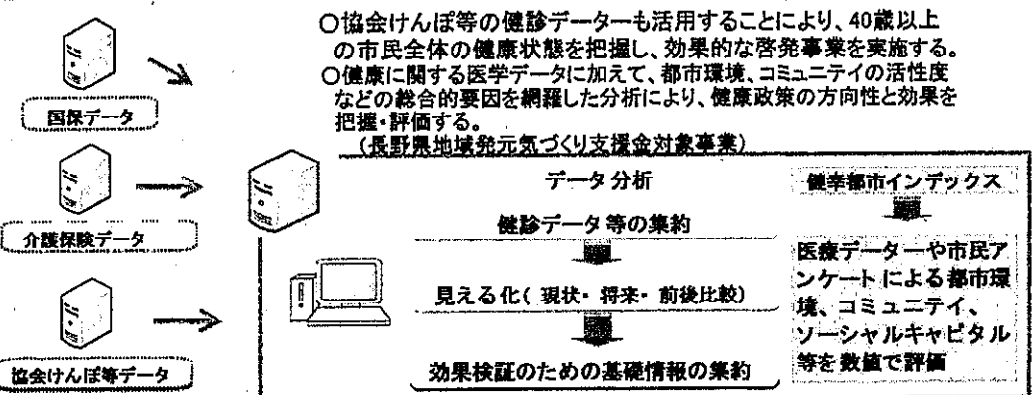 〇協会けんぽ等の健診データーも活用することにより、40歳以上
の市民全体の健康状態を把握し、効果的な啓発事業を実施する。
〇健康に関する医学データに加えて、都市環境、コミュニテイの活性度
などの総合的要因を網羅した分析により、健康政策の方向性と効果を
把握・評価する。
（長野県地域発元気づくり支援金対象事業）
国保データ
介護保険データ
協会けんぽ等データ
データ分析
健診データ等の集約
見える化（現状・将来・前後比較）
効果検証のための基礎情報の集約
健幸都市インデックス
医療データーや市民ア
ンケートによる都市環
境、コミュニテイ、
ソーシャルキャピタル
等を数値で評価